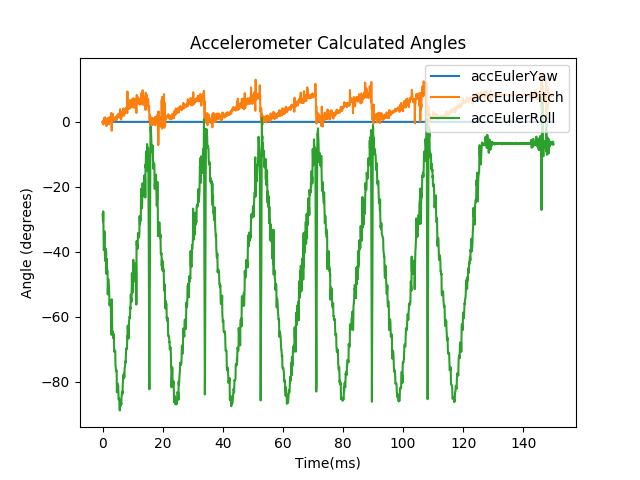 Accelerometer Calculated Angles
accEulerYaw
accEulerPitch
accEulerRoll
Angle (degrees)
0
−20
−40
−60
−80
0
20
40
60
80
100
120
140
Time(ms)